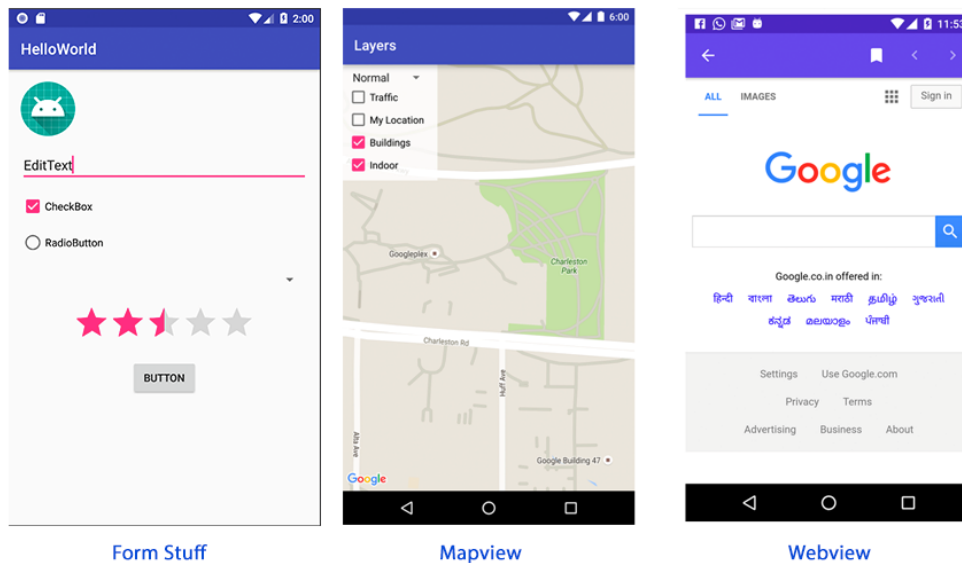 2:00
HelloWorld
EditText
CheckBox
RadioButton
BUTTON
Form Stuff
6:00
Layers
Normal
Traffic
My Location
Buildings
Indoor
Googleplex
Charleston
Park
Charleston Rd
Huff Ave
Alta Ave
Google Building 47
Google
Mapview
11:53
ALL IMAGES Sign in
Google
Google.co.in offered in:
हिन्दी বাংলা తెలుగు मराठी தமிழ் ગુજરાતી
ಕನ್ನಡ മലയാളം ਪੰਜਾਬੀ
Settings Use Google.com
Privacy Terms
Advertising Business About
Webview